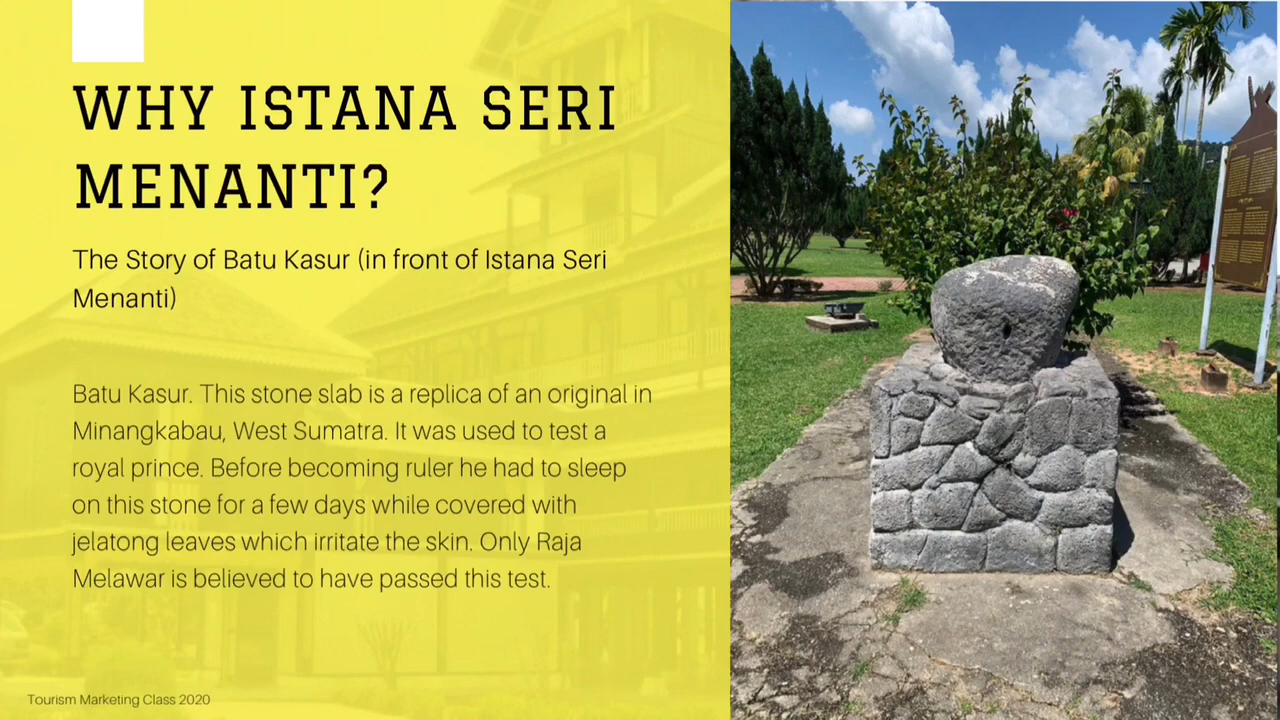 WHY ISTANA SERI
MENANTI?
The Story of Batu Kasur (in front of Istana Seri
Menanti)
Batu Kasur. This stone slab is a replica of an original in
Minangkabau, West Sumatra. It was used to test a
royal prince. Before becoming ruler he had to sleep
on this stone for a few days while covered with
jelatong leaves which irritate the skin. Only Raja
Melawar is believed to have passed this test.
Tourism Marketing Class 2020